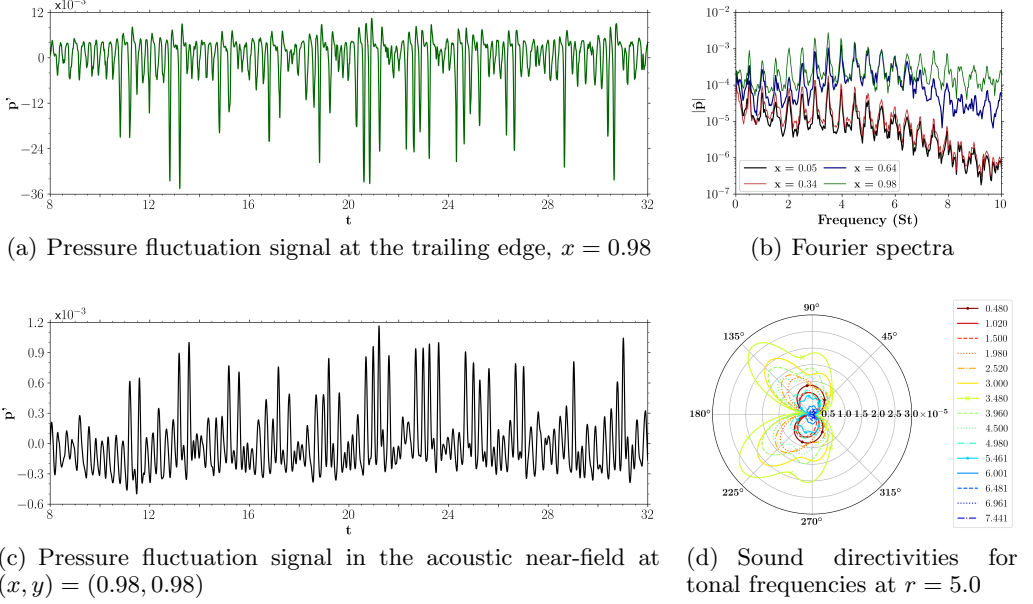 ×10⁻³
12
0
−12
−24
−36
p'
8 12 16 20 24 28 32
t
(a) Pressure fluctuation signal at the trailing edge, x = 0.98
10⁻²
10⁻³
10⁻⁴
10⁻⁵
10⁻⁶
10⁻⁷
|p̂|
x = 0.05 x = 0.64
x = 0.34 x = 0.98
0 2 4 6 8 10
Frequency (St)
(b) Fourier spectra
×10⁻³
1.2
0.9
0.6
0.3
0.0
−0.3
−0.6
p'
8 12 16 20 24 28 32
t
(c) Pressure fluctuation signal in the acoustic near-field at
(x, y) = (0.98, 0.98)
90°
135° 45°
180° 0.5 1.0 1.5 2.0 2.5 3.0 ×10⁻⁵
225° 315°
270°
0.480
1.020
1.500
1.980
2.520
3.000
3.480
3.960
4.500
4.980
5.461
6.001
6.481
6.961
7.441
(d) Sound directivities for
tonal frequencies at r = 5.0